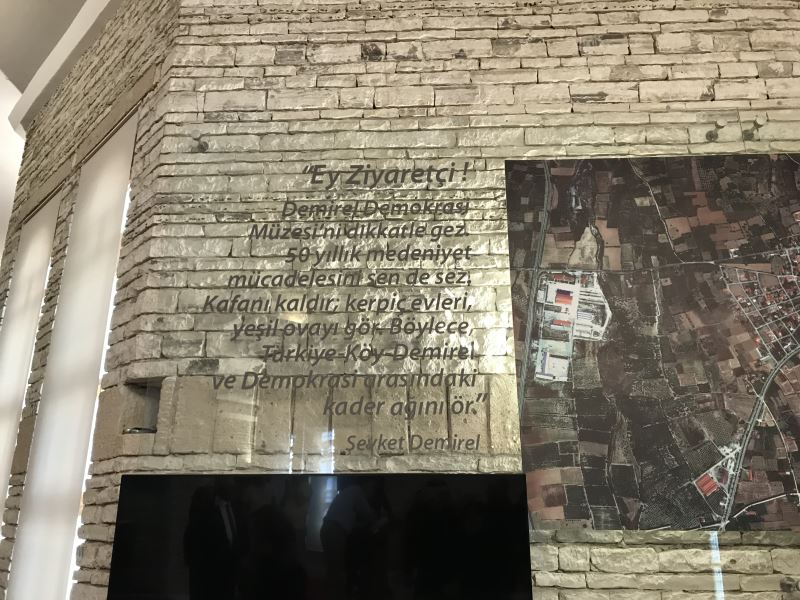 “Ey Ziyaretçi !
Demirel Demokrasi
Müzesi'ni dikkatle gez.
50 yıllık medeniyet
mücadelesini sen de sez.
Kafanı kaldır; kerpiç evleri,
yeşil ovayı gör. Böylece
Türkiye-Köy-Demirel
ve Demokrasi arasındaki
kader ağını ör.”
Şevket Demirel